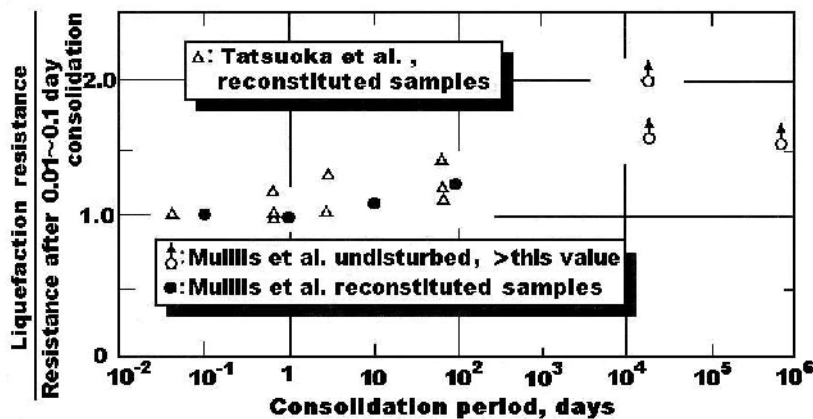 Liquefaction resistance
Resistance after 0.01~0.1 day
consolidation
2.0
1.0
0
△: Tatsuoka et al.,
reconstituted samples
:Mulilis et al. undisturbed, >this value
●:Mulilis et al. reconstituted samples
10-2 10-1 1 10 10² 10³ 10⁴ 10⁵ 10⁶
Consolidation period, days